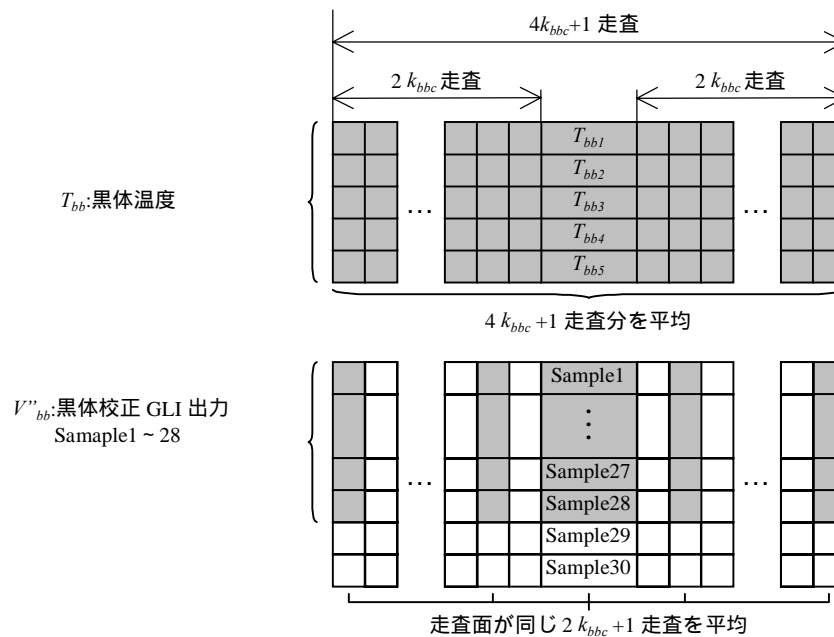 4k_bbc+1 走査
2 k_bbc 走査 2 k_bbc 走査
T_bb1
T_bb2
T_bb:黒体温度 … T_bb3 …
T_bb4
T_bb5
4 k_bbc +1 走査分を平均
Sample1
V”_bb:黒体校正 GLI 出力
Samaple1 ~ 28
⋮
… Sample27 …
Sample28
Sample29
Sample30
走査面が同じ 2 k_bbc +1 走査を平均